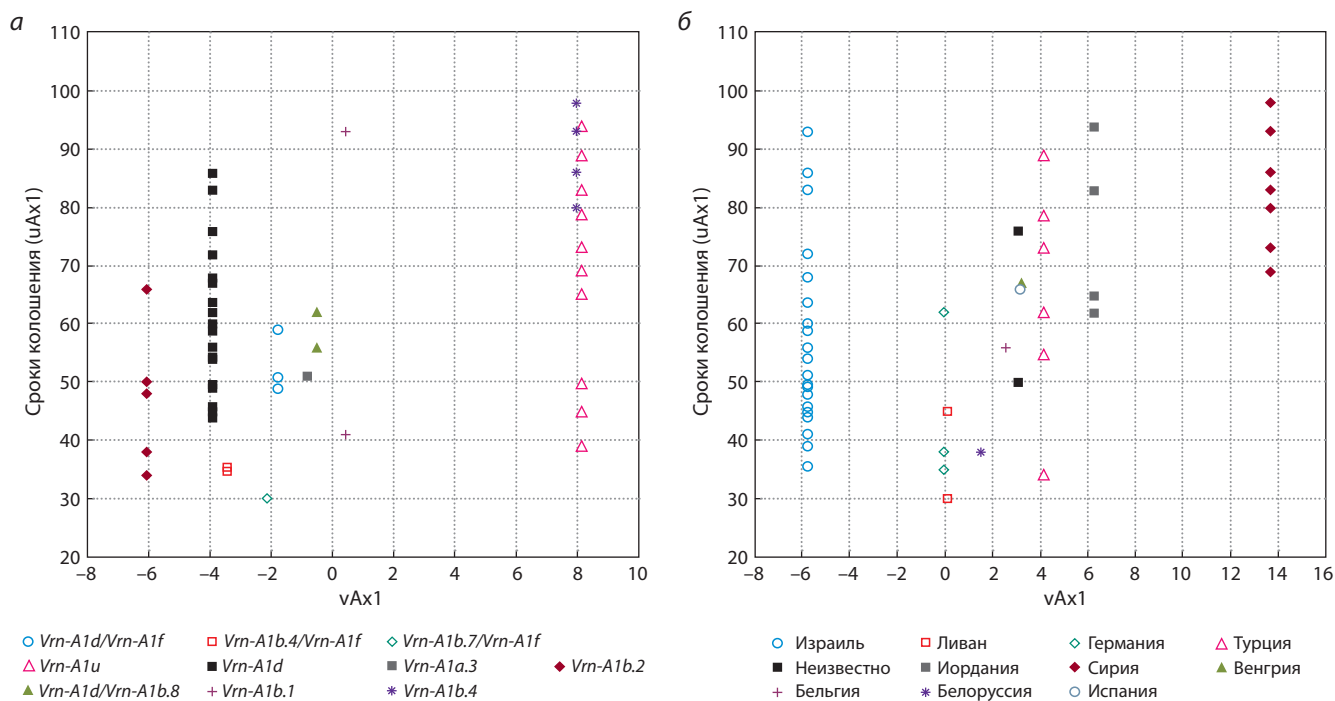 а
110
100
90
80
70
60
50
40
30
20
Сроки колошения (uAx1)
−8 −6 −4 −2 0 2 4 6 8 10
vAx1
Vrn-A1d/Vrn-A1f Vrn-A1b.4/Vrn-A1f Vrn-A1b.7/Vrn-A1f
Vrn-A1u Vrn-A1d Vrn-A1a.3 Vrn-A1b.2
Vrn-A1d/Vrn-A1b.8 Vrn-A1b.1 Vrn-A1b.4
б
110
100
90
80
70
60
50
40
30
20
Сроки колошения (uAx1)
−8 −6 −4 −2 0 2 4 6 8 10 12 14 16
vAx1
Израиль Ливан Германия Турция
Неизвестно Иордания Сирия Венгрия
Бельгия Белоруссия Испания